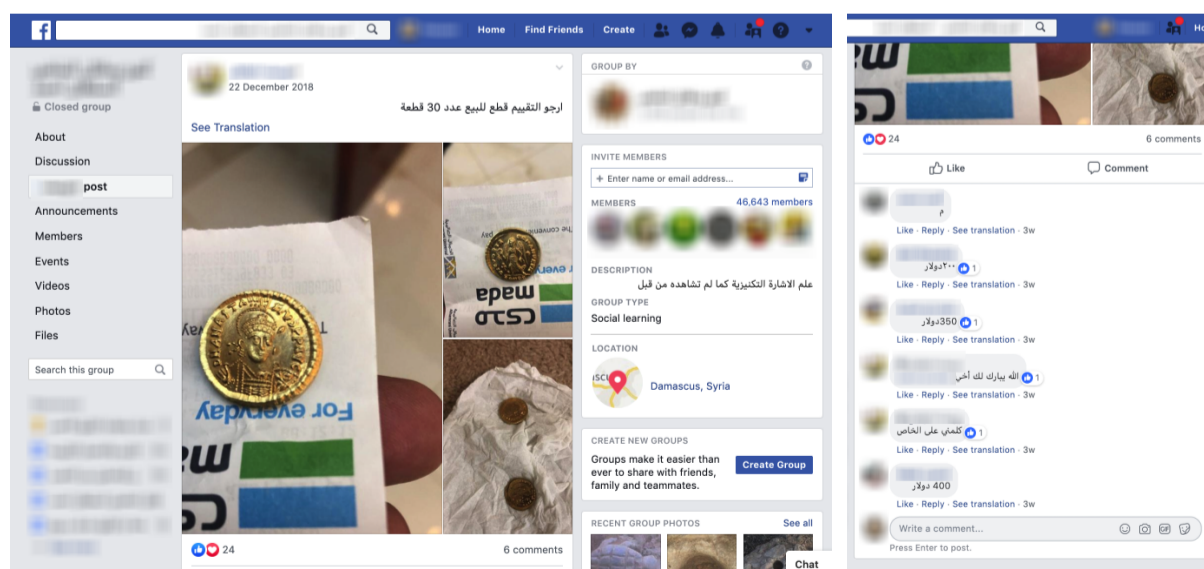 Home Find Friends Create
Closed group
About
Discussion
post
Announcements
Members
Events
Videos
Photos
Files
Search this group
22 December 2018
ارجو التقييم قطع للبيع عدد 30 قطعة
See Translation
For everyday
mada
مدى
24
6 comments
GROUP BY
INVITE MEMBERS
+ Enter name or email address...
MEMBERS 46,643 members
DESCRIPTION
علم الاشارة التكنيزية كما لم تشاهده من قبل
GROUP TYPE
Social learning
LOCATION
Damascus, Syria
CREATE NEW GROUPS
Groups make it easier than
ever to share with friends,
family and teammates.
Create Group
RECENT GROUP PHOTOS See all
Chat
24 6 comments
Like Comment
م
Like · Reply · See translation · 3w
٢٠٠دولار 1
Like · Reply · See translation · 3w
350دولار 1
Like · Reply · See translation · 3w
الله يبارك لك أخي 1
Like · Reply · See translation · 3w
كلمني على الخاص 1
Like · Reply · See translation · 3w
400 دولار
Like · Reply · See translation · 3w
Write a comment...
GIF
Press Enter to post.